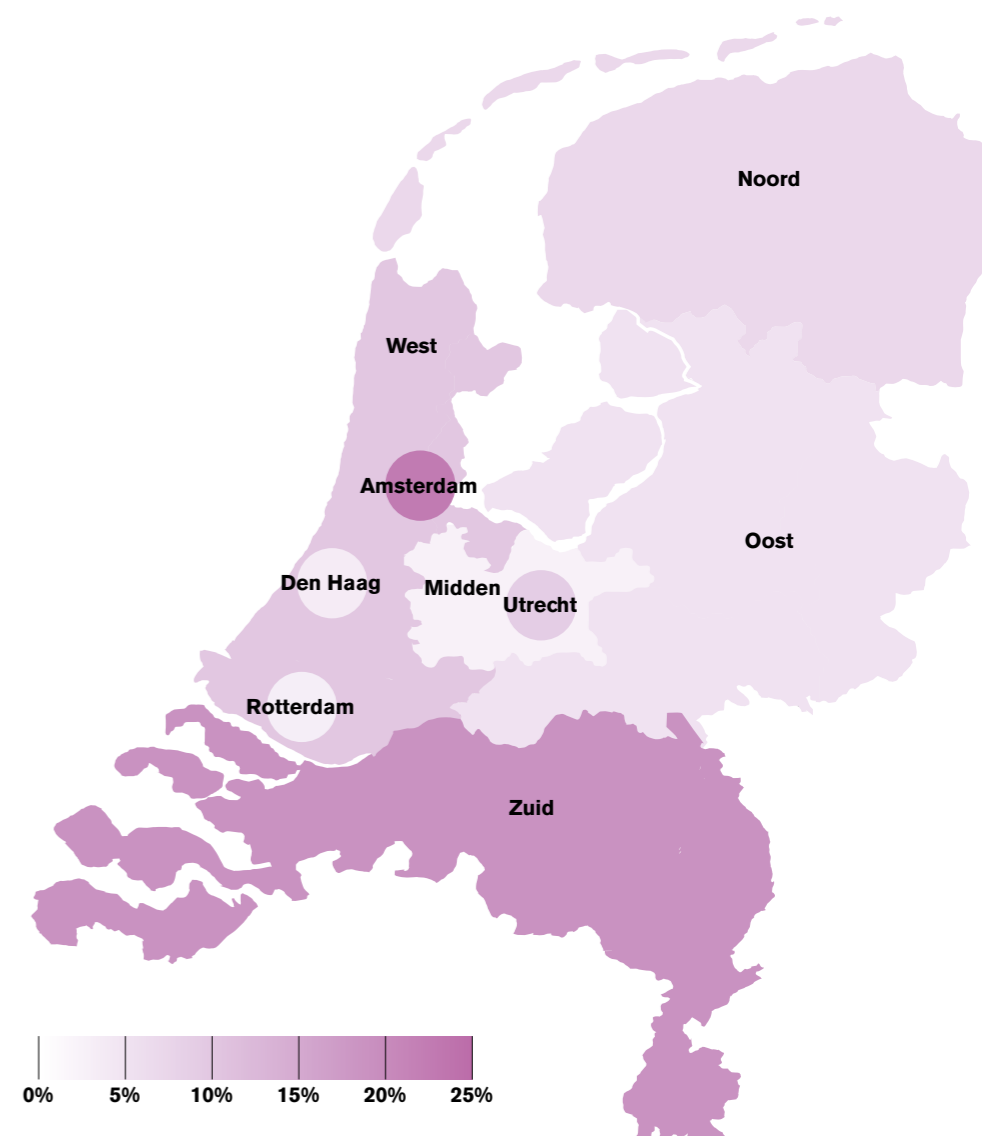 Noord
West
Amsterdam
Oost
Den Haag
Midden
Utrecht
Rotterdam
Zuid
0% 5% 10% 15% 20% 25%